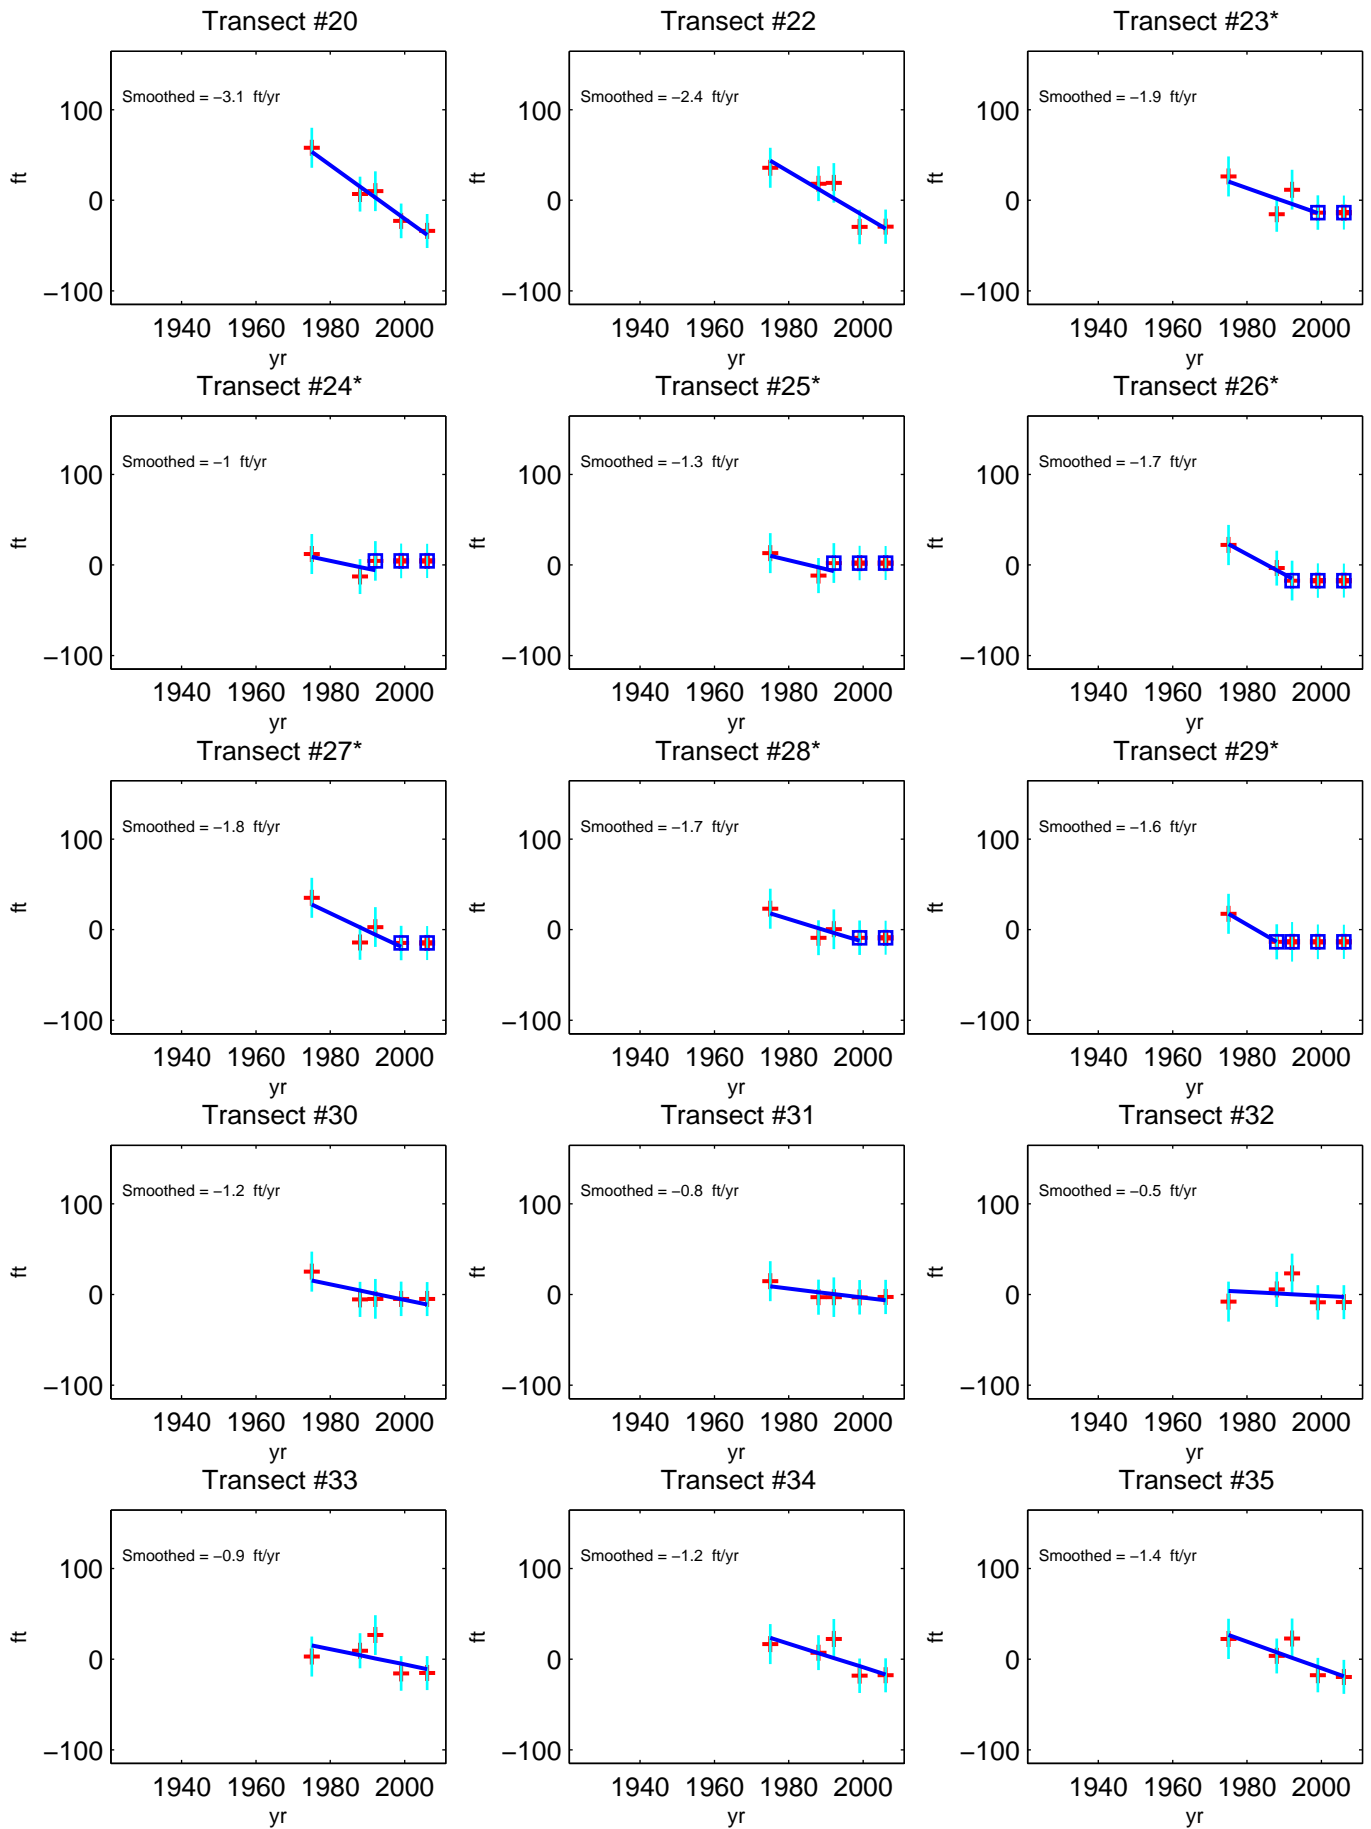 Transect #20 Transect #22 Transect #23*
Smoothed = −3.1 ft/yr Smoothed = −2.4 ft/yr Smoothed = −1.9 ft/yr
100 100 100
ft ft ft
0 0 0
−100 −100 −100
1940 1960 1980 2000 1940 1960 1980 2000 1940 1960 1980 2000
yr yr yr
Transect #24* Transect #25* Transect #26*
Smoothed = −1 ft/yr Smoothed = −1.3 ft/yr Smoothed = −1.7 ft/yr
100 100 100
ft ft ft
0 0 0
−100 −100 −100
1940 1960 1980 2000 1940 1960 1980 2000 1940 1960 1980 2000
yr yr yr
Transect #27* Transect #28* Transect #29*
Smoothed = −1.8 ft/yr Smoothed = −1.7 ft/yr Smoothed = −1.6 ft/yr
100 100 100
ft ft ft
0 0 0
−100 −100 −100
1940 1960 1980 2000 1940 1960 1980 2000 1940 1960 1980 2000
yr yr yr
Transect #30 Transect #31 Transect #32
Smoothed = −1.2 ft/yr Smoothed = −0.8 ft/yr Smoothed = −0.5 ft/yr
100 100 100
ft ft ft
0 0 0
−100 −100 −100
1940 1960 1980 2000 1940 1960 1980 2000 1940 1960 1980 2000
yr yr yr
Transect #33 Transect #34 Transect #35
Smoothed = −0.9 ft/yr Smoothed = −1.2 ft/yr Smoothed = −1.4 ft/yr
100 100 100
ft ft ft
0 0 0
−100 −100 −100
1940 1960 1980 2000 1940 1960 1980 2000 1940 1960 1980 2000
yr yr yr